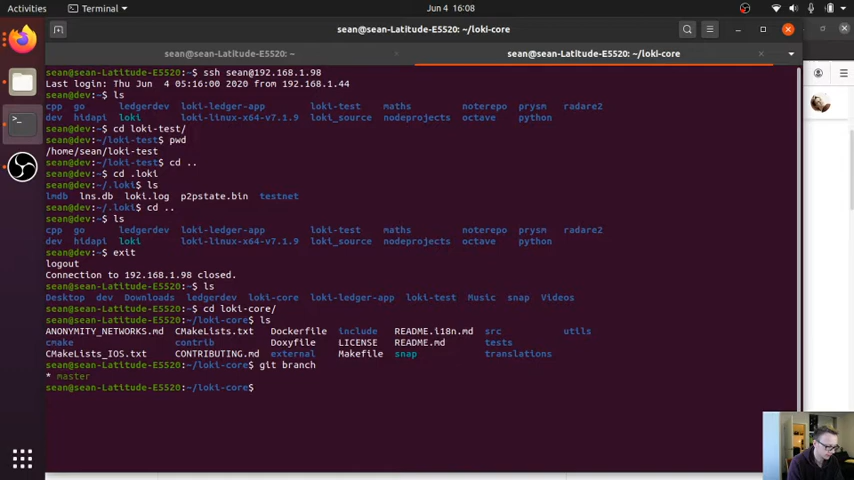 Activities
Terminal
Jun 4 16:08
sean@sean-Latitude-E5520: ~/loki-core
sean@sean-Latitude-E5520: ~
sean@sean-Latitude-E5520: ~/loki-core
sean@sean-Latitude-E5520:~$ ssh sean@192.168.1.98
Last login: Thu Jun  4 05:16:00 2020 from 192.168.1.44
sean@dev:~$ ls
cpp go ledgerdev loki-ledger-app loki-test maths noterepo prysm radare2
dev hidapi loki loki-linux-x64-v7.1.9 loki_source nodeprojects octave python
sean@dev:~$ cd loki-test/
sean@dev:~/loki-test$ pwd
/home/sean/loki-test
sean@dev:~/loki-test$ cd ..
sean@dev:~$ cd .loki
sean@dev:~/.loki$ ls
lmdb lns.db loki.log p2pstate.bin testnet
sean@dev:~/.loki$ cd ..
sean@dev:~$ ls
cpp go ledgerdev loki-ledger-app loki-test maths noterepo prysm radare2
dev hidapi loki loki-linux-x64-v7.1.9 loki_source nodeprojects octave python
sean@dev:~$ exit
logout
Connection to 192.168.1.98 closed.
sean@sean-Latitude-E5520:~$ ls
Desktop dev Downloads ledgerdev loki-core loki-ledger-app loki-test Music snap Videos
sean@sean-Latitude-E5520:~$ cd loki-core/
sean@sean-Latitude-E5520:~/loki-core$ ls
ANONYMITY_NETWORKS.md CMakeLists.txt Dockerfile include README.i18n.md src utils
cmake contrib Doxyfile LICENSE README.md tests
CMakeLists_IOS.txt CONTRIBUTING.md external Makefile snap translations
sean@sean-Latitude-E5520:~/loki-core$ git branch
* master
sean@sean-Latitude-E5520:~/loki-core$